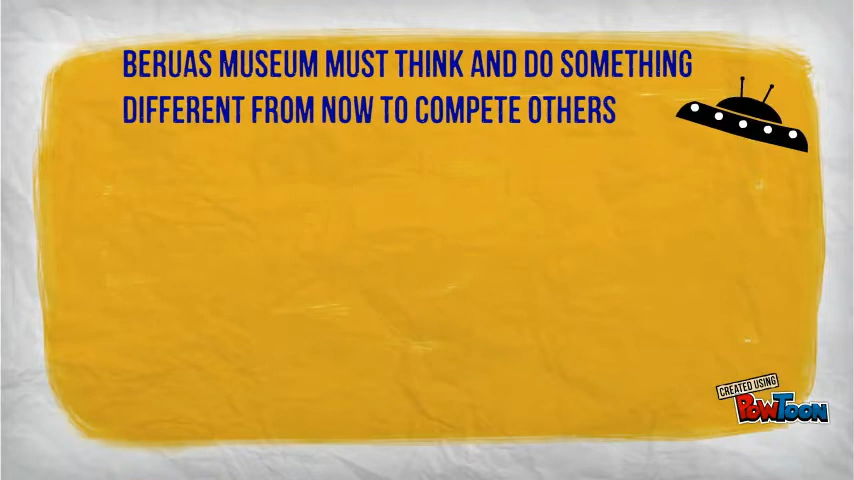 BERUAS MUSEUM MUST THINK AND DO SOMETHING
DIFFERENT FROM NOW TO COMPETE OTHERS
CREATED USING
POWTOON